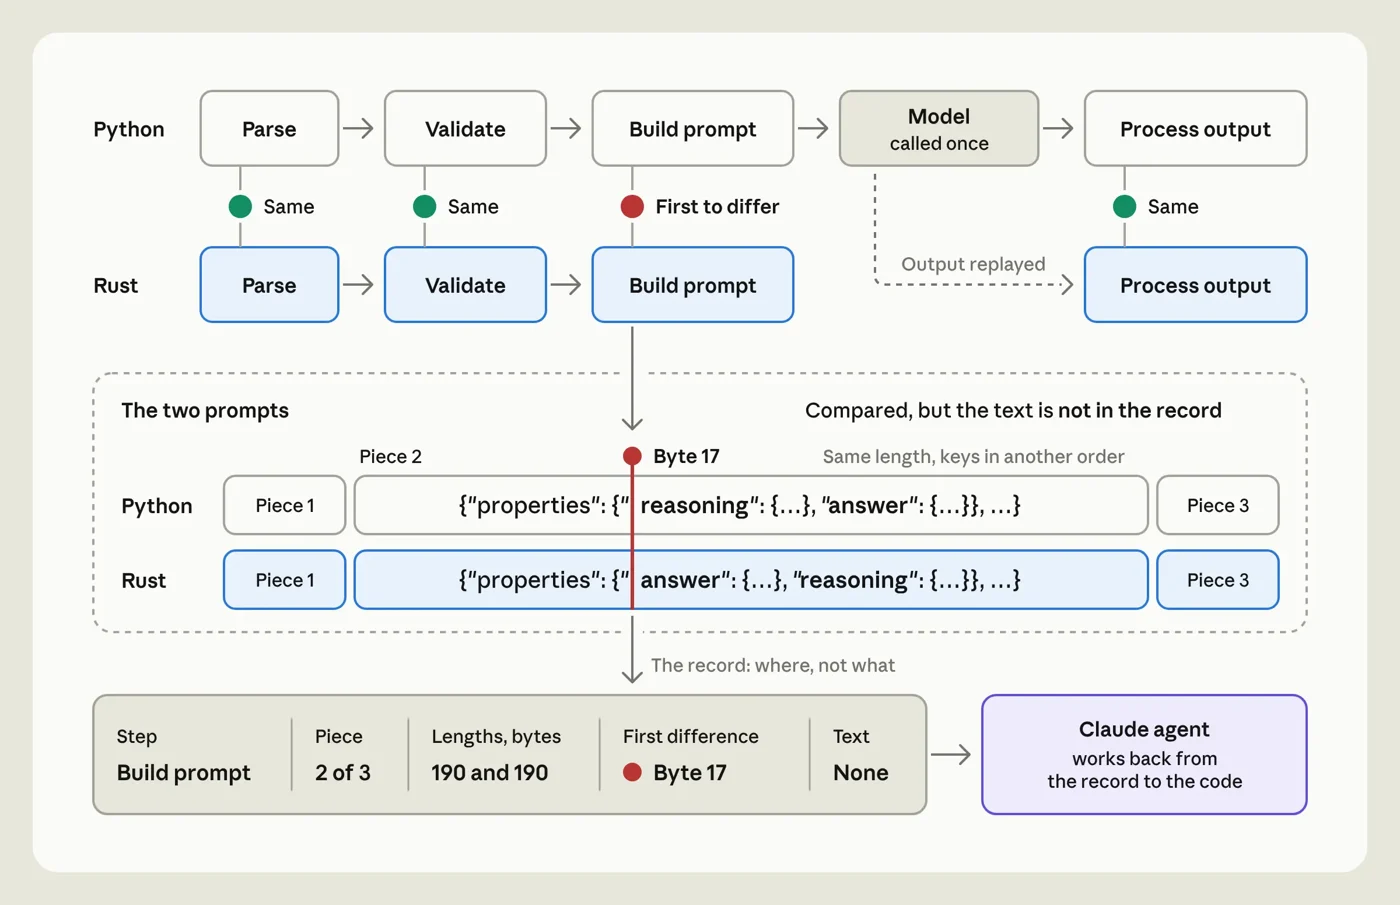 Python
Parse
Validate
Build prompt
Model
called once
Process output
Same
Same
First to differ
Same
Output replayed
Rust
Parse
Validate
Build prompt
Process output
The two prompts
Compared, but the text is not in the record
Piece 2
Byte 17
Same length, keys in another order
Python
Piece 1
{"properties": {" reasoning": {...}, "answer": {...}}, ...}
Piece 3
Rust
Piece 1
{"properties": {" answer": {...}, "reasoning": {...}}, ...}
Piece 3
The record: where, not what
Step
Build prompt
Piece
2 of 3
Lengths, bytes
190 and 190
First difference
Byte 17
Text
None
Claude agent
works back from
the record to the code